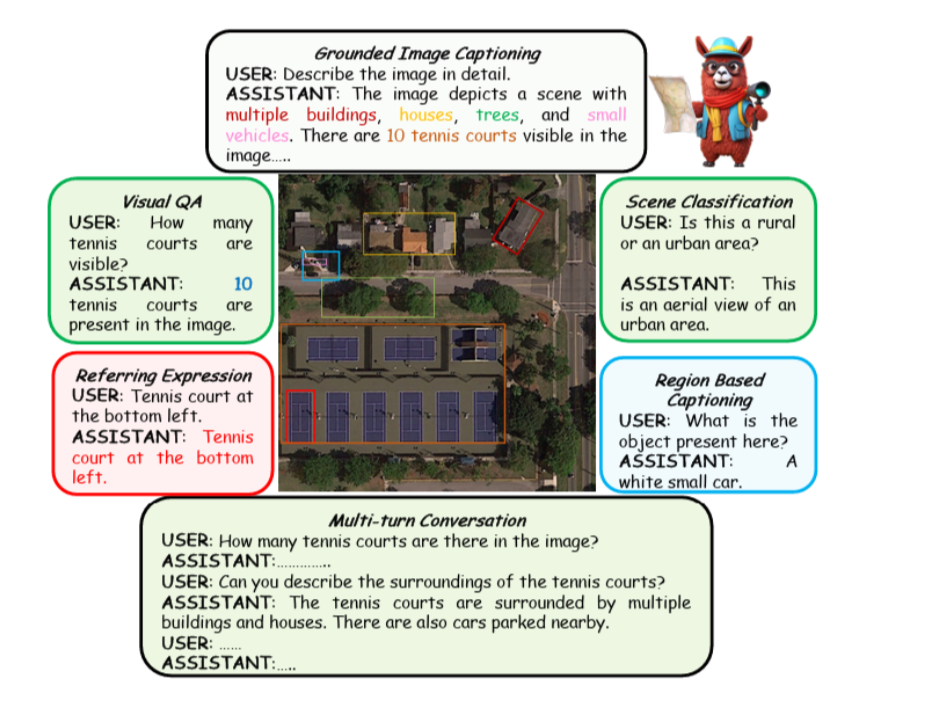 Grounded Image Captioning
USER: Describe the image in detail.
ASSISTANT: The image depicts a scene with
multiple buildings, houses, trees, and small
vehicles. There are 10 tennis courts visible in the
image.....
Visual QA
USER: How many
tennis courts are
visible?
ASSISTANT: 10
tennis courts are
present in the image.
Scene Classification
USER: Is this a rural
or an urban area?
ASSISTANT: This
is an aerial view of an
urban area.
Referring Expression
USER: Tennis court at
the bottom left.
ASSISTANT: Tennis
court at the bottom
left.
Region Based
Captioning
USER: What is the
object present here?
ASSISTANT: A
white small car.
Multi-turn Conversation
USER: How many tennis courts are there in the image?
ASSISTANT:..............
USER: Can you describe the surroundings of the tennis courts?
ASSISTANT: The tennis courts are surrounded by multiple
buildings and houses. There are also cars parked nearby.
USER: ......
ASSISTANT:.....